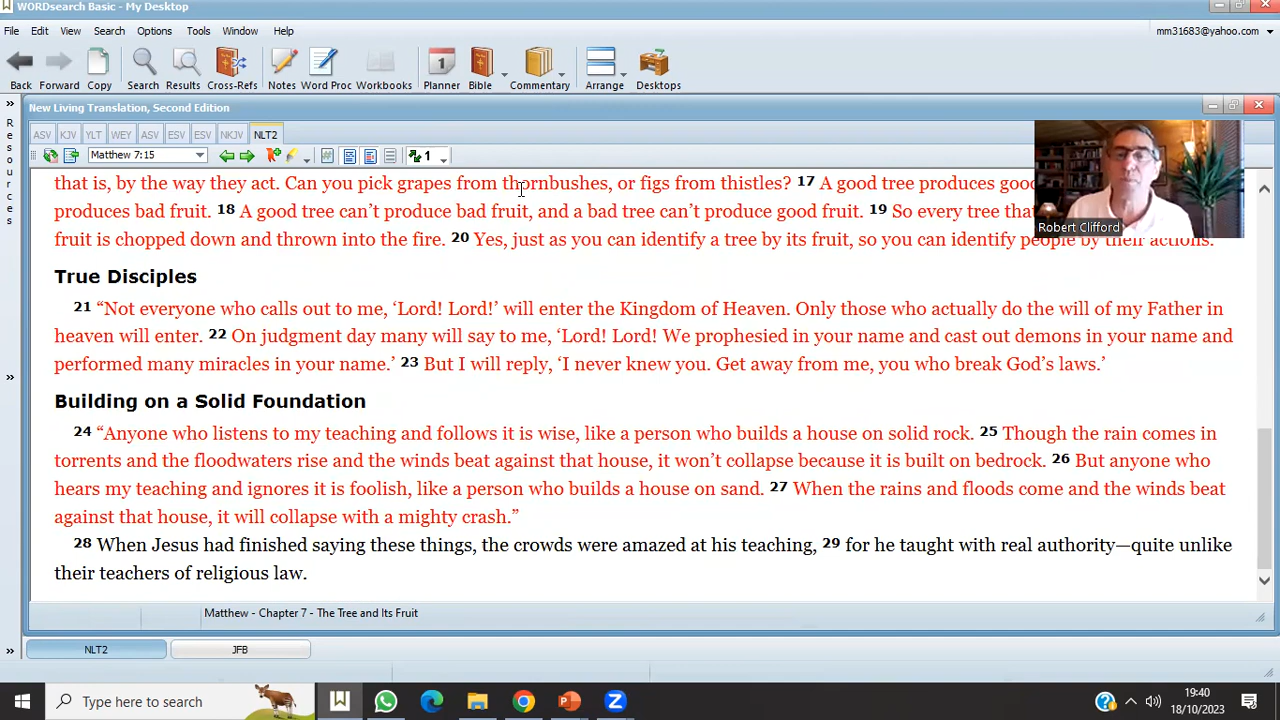 WORDsearch Basic - My Desktop
File Edit View Search Options Tools Window Help mm31683@yahoo.com
Back Forward Copy Search Results Cross-Refs Notes Word Proc Workbooks Planner Bible Commentary Arrange Desktops
New Living Translation, Second Edition
Resources
ASV KJV YLT WEY ASV ESV ESV NKJV NLT2
Matthew 7:15 1
that is, by the way they act. Can you pick grapes from thornbushes, or figs from thistles? 17 A good tree produces
produces bad fruit. 18 A good tree can’t produce bad fruit, and a bad tree can’t produce good fruit. 19 So every tree
Robert Clifford
fruit is chopped down and thrown into the fire. 20 Yes, just as you can identify a tree by its fruit, so you can identify people by their actions.
True Disciples
21 “Not everyone who calls out to me, ‘Lord! Lord!’ will enter the Kingdom of Heaven. Only those who actually do the will of my Father in
heaven will enter. 22 On judgment day many will say to me, ‘Lord! Lord! We prophesied in your name and cast out demons in your name and
performed many miracles in your name.’ 23 But I will reply, ‘I never knew you. Get away from me, you who break God’s laws.’
Building on a Solid Foundation
24 “Anyone who listens to my teaching and follows it is wise, like a person who builds a house on solid rock. 25 Though the rain comes in
torrents and the floodwaters rise and the winds beat against that house, it won’t collapse because it is built on bedrock. 26 But anyone who
hears my teaching and ignores it is foolish, like a person who builds a house on sand. 27 When the rains and floods come and the winds beat
against that house, it will collapse with a mighty crash.”
28 When Jesus had finished saying these things, the crowds were amazed at his teaching, 29 for he taught with real authority—quite unlike
their teachers of religious law.
Matthew - Chapter 7 - The Tree and Its Fruit
NLT2 JFB
Type here to search
19:40
18/10/2023